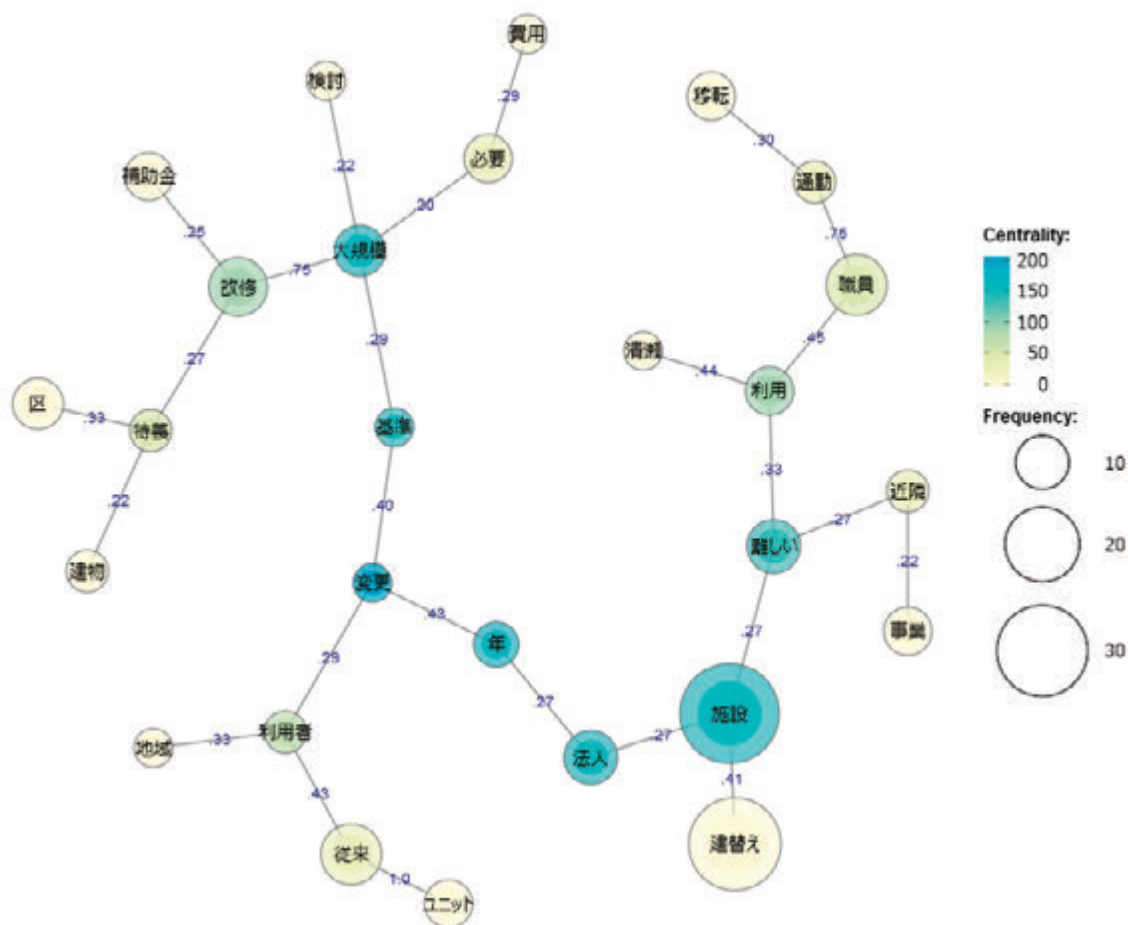 費用
検討
.29
移転
.22
必要
.30
補助金
通勤
.20
.25
大規模
.75
.75
改修
職員
Centrality:
200
150
100
50
0
.29
.45
清瀬
.44
利用
.27
区
.33
特養
基準
Frequency:
10
20
30
.33
近隣
.22
.40
.27
難しい
建物
.22
変更
.43
事業
年
.27
.29
.27
施設
地域
.33
利用者
法人
.27
.43
.41
建替え
従来
1.0
ユニット